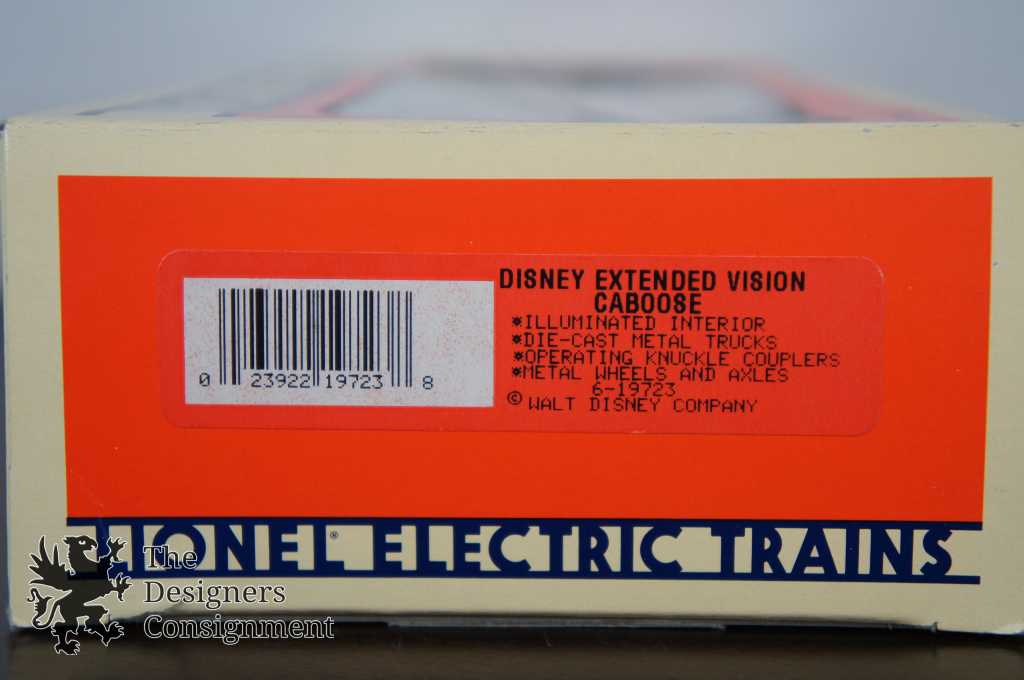 DISNEY EXTENDED VISION
CABOOSE
*ILLUMINATED INTERIOR
*DIE-CAST METAL TRUCKS
*OPERATING KNUCKLE COUPLERS
*METAL WHEELS AND AXLES
6-19723
© WALT DISNEY COMPANY
0 23922 19723 8
LIONEL® ELECTRIC TRAINS
The
Designers
Consignment